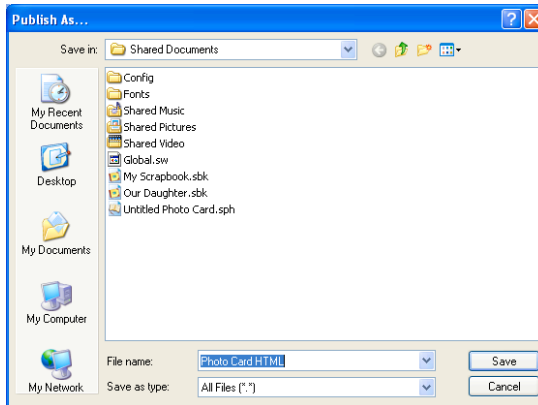 Publish As...
Save in:
Shared Documents
My Recent
Documents
Desktop
My Documents
My Computer
My Network
Config
Fonts
Shared Music
Shared Pictures
Shared Video
Global.sw
My Scrapbook.sbk
Our Daughter.sbk
Untitled Photo Card.sph
File name:
Photo Card HTML
Save
Save as type:
All Files (*.*)
Cancel